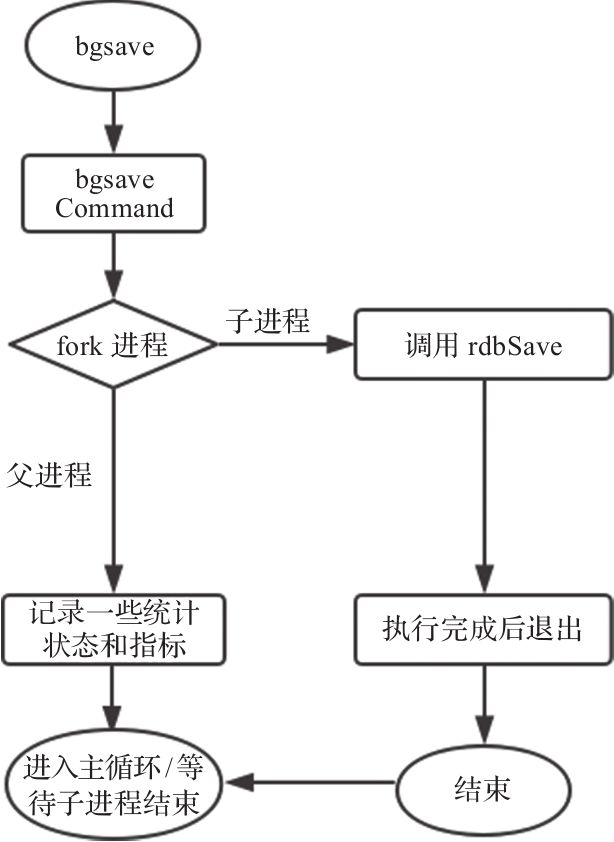 bgsave
bgsave
Command
fork 进程
子进程
调用 rdbSave
父进程
记录一些统计
状态和指标
执行完成后退出
进入主循环/等
待子进程结束
结束